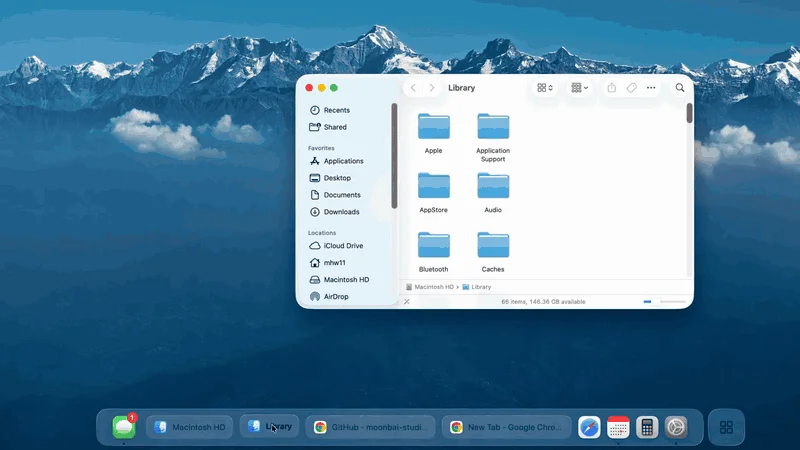 Library
Recents
Shared
Favorites
Applications
Desktop
Documents
Downloads
Locations
iCloud Drive
mhw11
Macintosh HD
AirDrop
Apple
Application
Support
AppStore
Audio
Bluetooth
Caches
Macintosh HD › Library
66 items, 146.36 GB available
1
Macintosh HD
Library
GitHub - moonbai-studi...
New Tab - Google Chro...